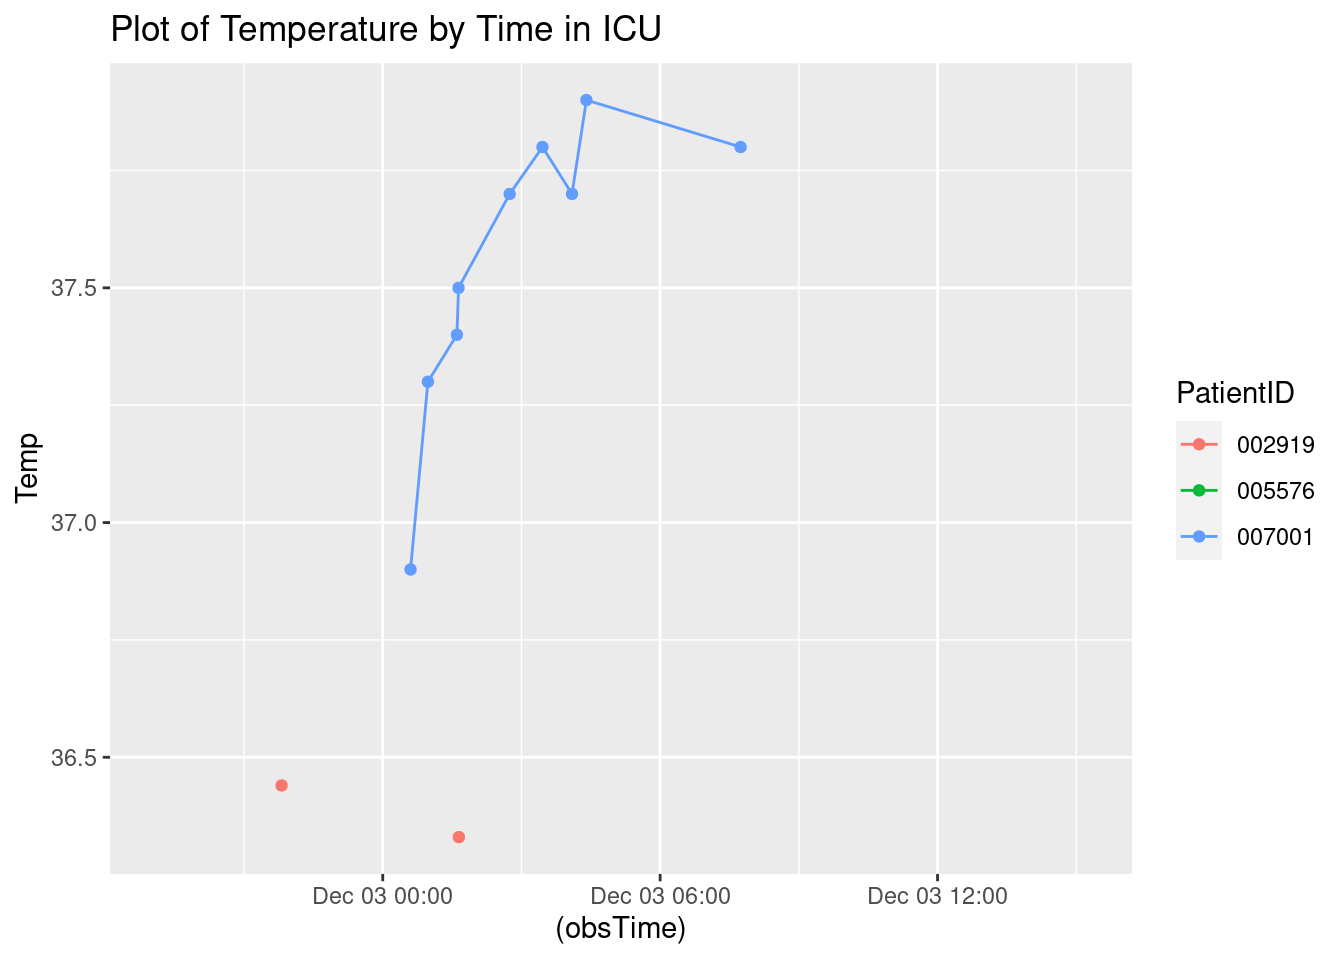 Plot of Temperature by Time in ICU
37.5
37.0
36.5
Temp
Dec 03 00:00
Dec 03 06:00
Dec 03 12:00
(obsTime)
PatientID
002919
005576
007001